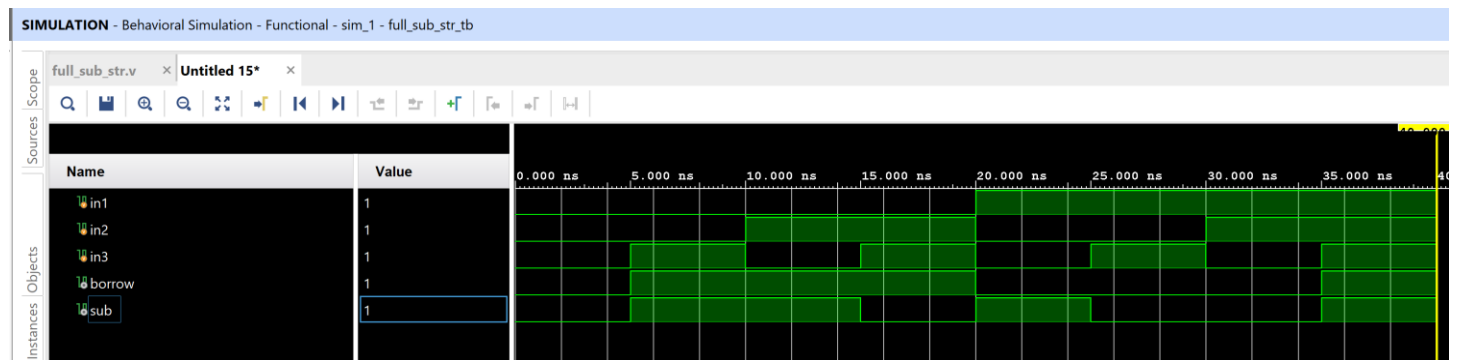 SIMULATION - Behavioral Simulation - Functional - sim_1 - full_sub_str_tb
Scope
Sources
Objects
Instances
full_sub_str.v × Untitled 15* ×
Name Value
0.000 ns 5.000 ns 10.000 ns 15.000 ns 20.000 ns 25.000 ns 30.000 ns 35.000 ns
in1 1
in2 1
in3 1
borrow 1
sub 1